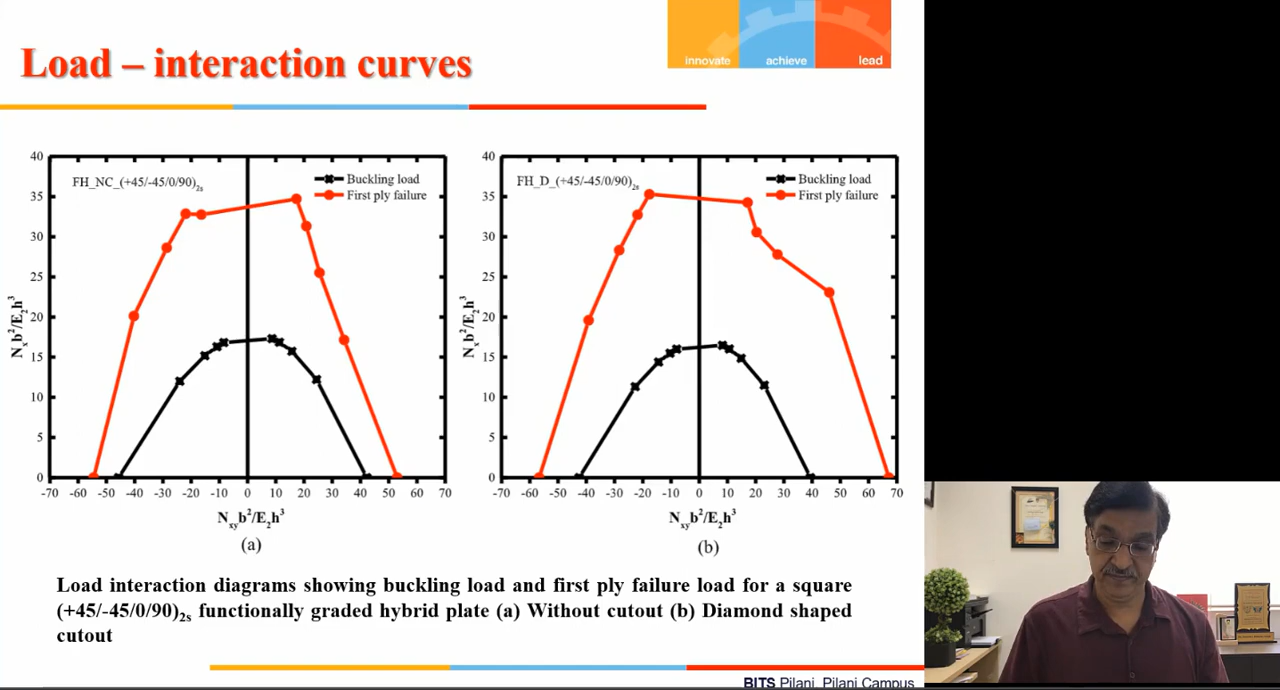 innovate achieve lead
Load – interaction curves
FH_NC_(+45/-45/0/90)2s
Buckling load
First ply failure
40
35
30
25
20
15
10
5
0
Nxb²/E2h³
-70 -60 -50 -40 -30 -20 -10 0 10 20 30 40 50 60 70
Nxyb²/E2h³
(a)
FH_D_(+45/-45/0/90)2s
Buckling load
First ply failure
40
35
30
25
20
15
10
5
0
Nxb²/E2h³
-70 -60 -50 -40 -30 -20 -10 0 10 20 30 40 50 60 70
Nxyb²/E2h³
(b)
Load interaction diagrams showing buckling load and first ply failure load for a square
(+45/-45/0/90)2s functionally graded hybrid plate (a) Without cutout (b) Diamond shaped
cutout
BITS Pilani, Pilani Campus